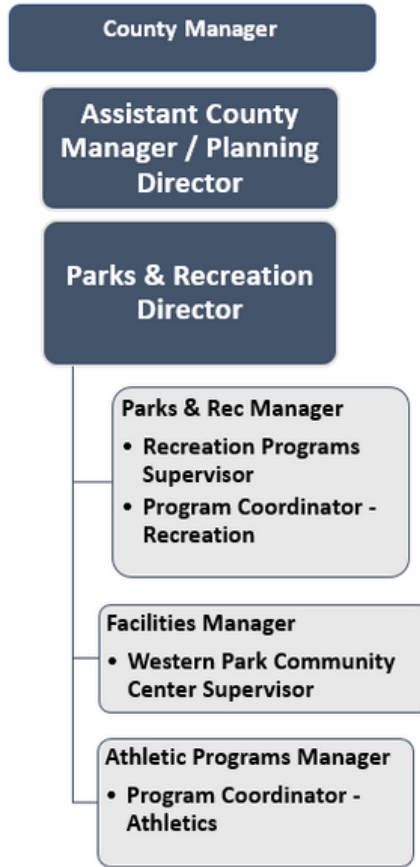 County Manager
Assistant County
Manager / Planning
Director
Parks & Recreation
Director
Parks & Rec Manager
• Recreation Programs
Supervisor
• Program Coordinator -
Recreation
Facilities Manager
• Western Park Community
Center Supervisor
Athletic Programs Manager
• Program Coordinator -
Athletics